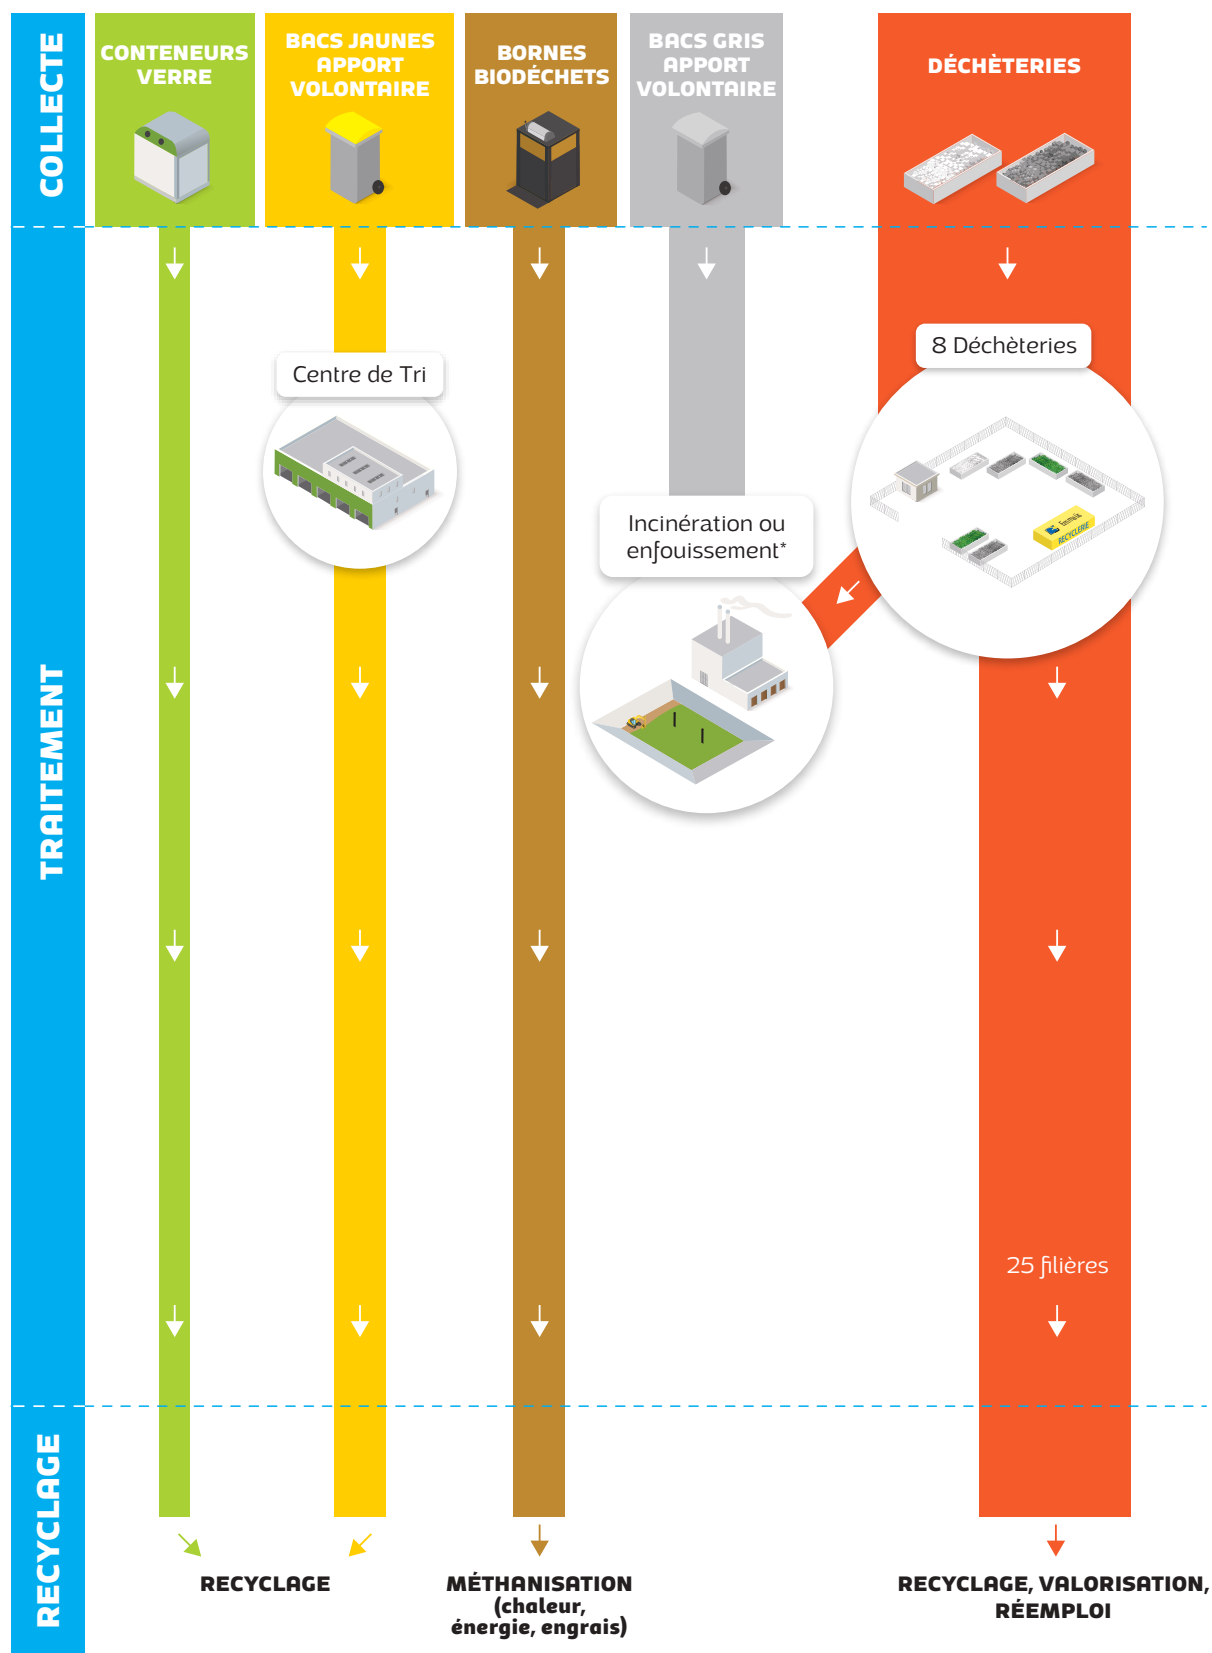 COLLECTE
CONTENEURS
VERRE
BACS JAUNES
APPORT
VOLONTAIRE
BORNES
BIODÉCHETS
BACS GRIS
APPORT
VOLONTAIRE
DÉCHÈTERIES
TRAITEMENT
Centre de Tri
Incinération ou
enfouissement*
8 Déchèteries
RECYCLERIE
25 filières
RECYCLAGE
RECYCLAGE
MÉTHANISATION
(chaleur,
énergie, engrais)
RECYCLAGE, VALORISATION,
RÉEMPLOI